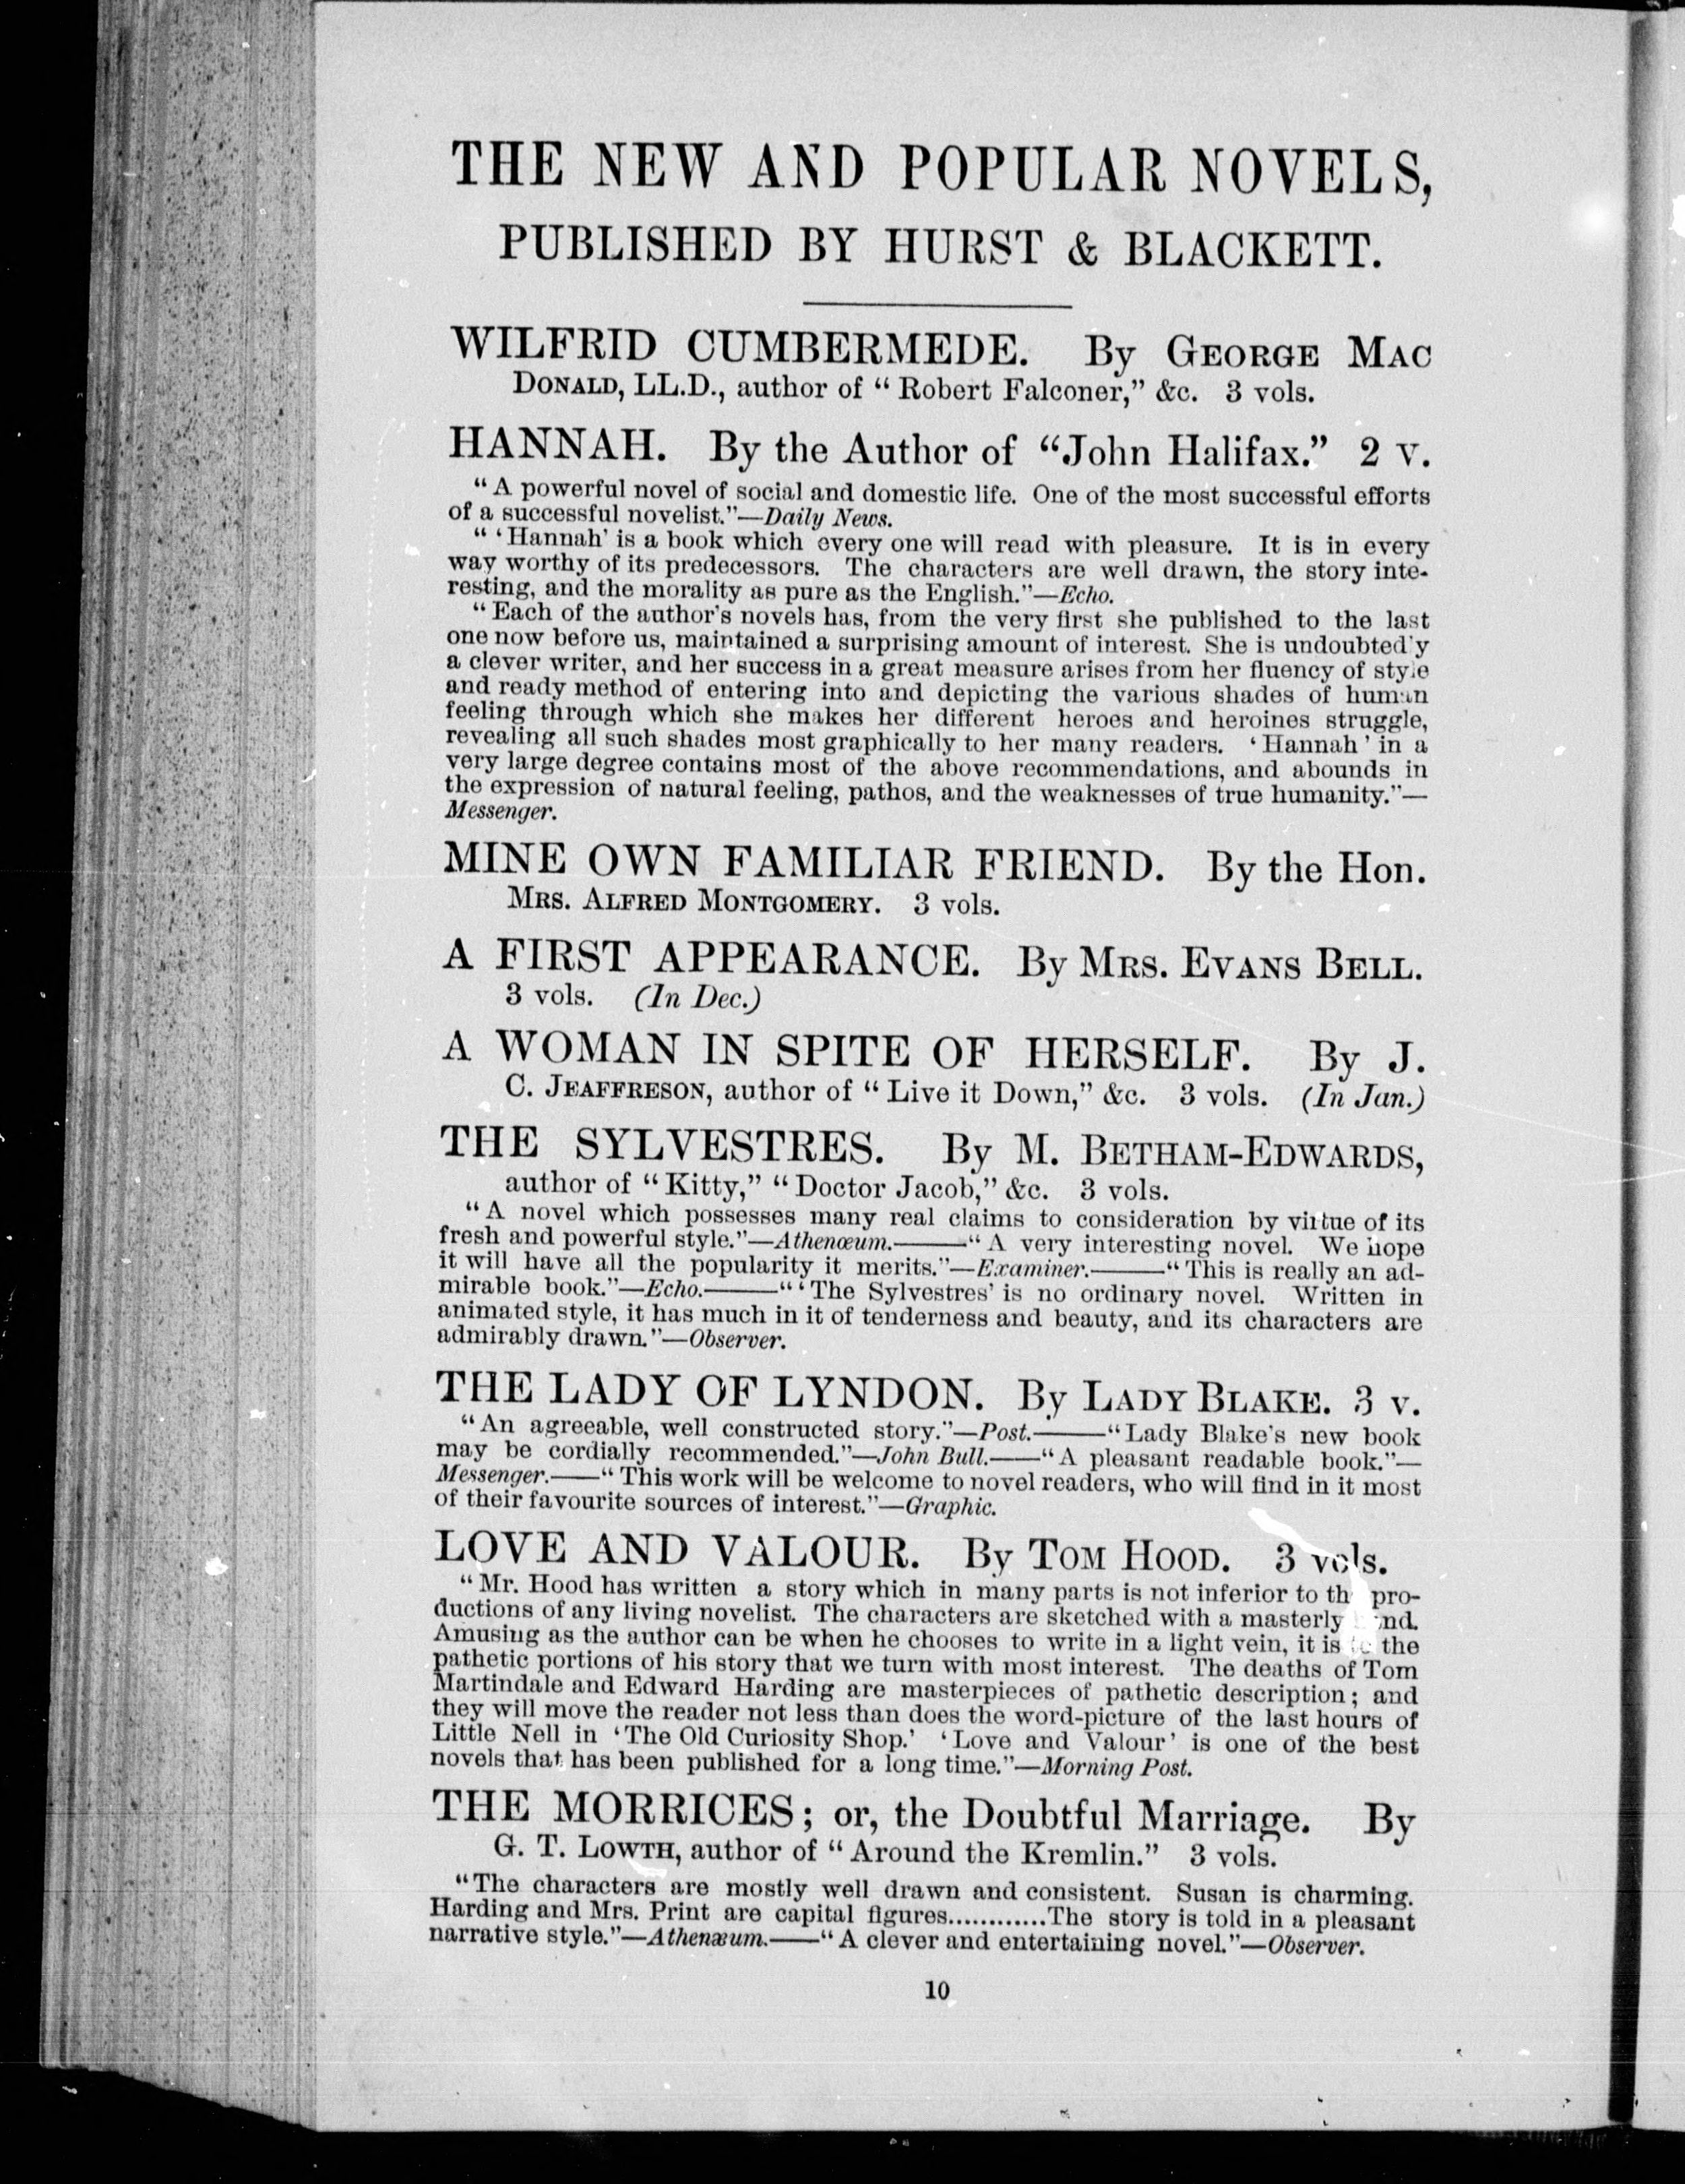 THE NEW AND POPULAR NOVELS,
PUBLISHED BY HURST & BLACKETT.
WILFRID CUMBERMEDE. By GEORGE MAC
DONALD, LL.D., author of “Robert Falconer,” &c. 3 vols.
HANNAH. By the Author of “John Halifax.” 2 v.
“A powerful novel of social and domestic life. One of the most successful efforts
of a successful novelist.”—Daily News.
“‘Hannah’ is a book which every one will read with pleasure. It is in every
way worthy of its predecessors. The characters are well drawn, the story inte-
resting, and the morality as pure as the English.”—Echo.
“Each of the author’s novels has, from the very first she published to the last
one now before us, maintained a surprising amount of interest. She is undoubtedly
a clever writer, and her success in a great measure arises from her fluency of style
and ready method of entering into and depicting the various shades of human
feeling through which she makes her different heroes and heroines struggle,
revealing all such shades most graphically to her many readers. ‘Hannah’ in a
very large degree contains most of the above recommendations, and abounds in
the expression of natural feeling, pathos, and the weaknesses of true humanity.”—
Messenger.
MINE OWN FAMILIAR FRIEND. By the Hon.
MRS. ALFRED MONTGOMERY. 3 vols.
A FIRST APPEARANCE. By MRS. EVANS BELL.
3 vols. (In Dec.)
A WOMAN IN SPITE OF HERSELF. By J.
C. JEAFFRESON, author of “Live it Down,” &c. 3 vols. (In Jan.)
THE SYLVESTRES. By M. BETHAM-EDWARDS,
author of “Kitty,” “Doctor Jacob,” &c. 3 vols.
“A novel which possesses many real claims to consideration by virtue of its
fresh and powerful style.”—Athenæum.——“A very interesting novel. We hope
it will have all the popularity it merits.”—Examiner.——“This is really an ad-
mirable book.”—Echo.——“‘The Sylvestres’ is no ordinary novel. Written in
animated style, it has much in it of tenderness and beauty, and its characters are
admirably drawn.”—Observer.
THE LADY OF LYNDON. By LADY BLAKE. 3 v.
“An agreeable, well constructed story.”—Post.——“Lady Blake’s new book
may be cordially recommended.”—John Bull.——“A pleasant readable book.”—
Messenger.——“This work will be welcome to novel readers, who will find in it most
of their favourite sources of interest.”—Graphic.
LOVE AND VALOUR. By TOM HOOD. 3 vols.
“Mr. Hood has written a story which in many parts is not inferior to the pro-
ductions of any living novelist. The characters are sketched with a masterly hand.
Amusing as the author can be when he chooses to write in a light vein, it is to the
pathetic portions of his story that we turn with most interest. The deaths of Tom
Martindale and Edward Harding are masterpieces of pathetic description; and
they will move the reader not less than does the word-picture of the last hours of
Little Nell in ‘The Old Curiosity Shop.’ ‘Love and Valour’ is one of the best
novels that has been published for a long time.”—Morning Post.
THE MORRICES; or, the Doubtful Marriage. By
G. T. LOWTH, author of “Around the Kremlin.” 3 vols.
“The characters are mostly well drawn and consistent. Susan is charming.
Harding and Mrs. Print are capital figures............The story is told in a pleasant
narrative style.”—Athenæum.——“A clever and entertaining novel.”—Observer.
10